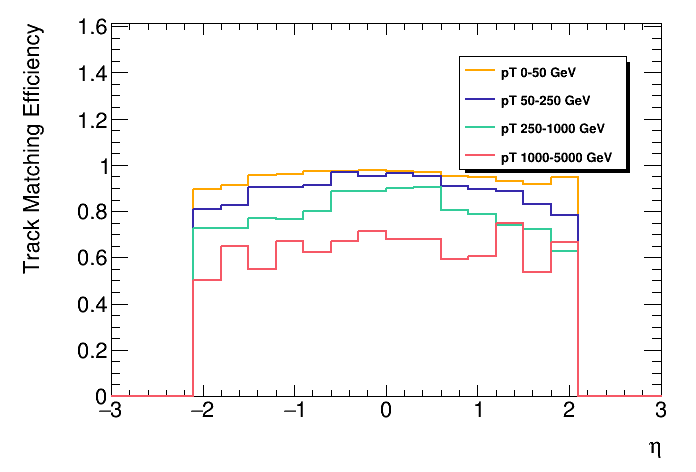 Track Matching Efficiency
1.6
1.4
1.2
1
0.8
0.6
0.4
0.2
0
pT 0-50 GeV
pT 50-250 GeV
pT 250-1000 GeV
pT 1000-5000 GeV
−3 −2 −1 0 1 2 3
η